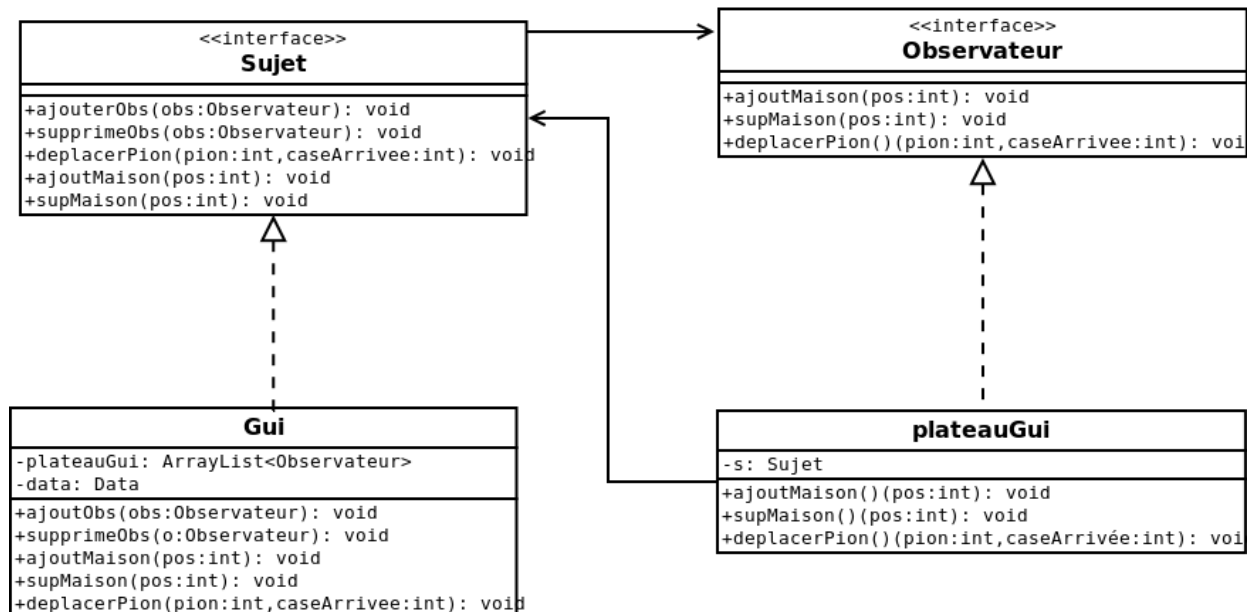 <<interface>>
Sujet
+ajouterObs(obs:Observateur): void
+supprimeObs(obs:Observateur): void
+deplacerPion(pion:int,caseArrivee:int): void
+ajoutMaison(pos:int): void
+supMaison(pos:int): void
<<interface>>
Observateur
+ajoutMaison(pos:int): void
+supMaison(pos:int): void
+deplacerPion()(pion:int,caseArrivee:int): voi
Gui
-plateauGui: ArrayList<Observateur>
-data: Data
+ajoutObs(obs:Observateur): void
+supprimeObs(o:Observateur): void
+ajoutMaison(pos:int): void
+supMaison(pos:int): void
+deplacerPion(pion:int,caseArrivee:int): void
plateauGui
-s: Sujet
+ajoutMaison()(pos:int): void
+supMaison()(pos:int): void
+deplacerPion()(pion:int,caseArrivée:int): voi